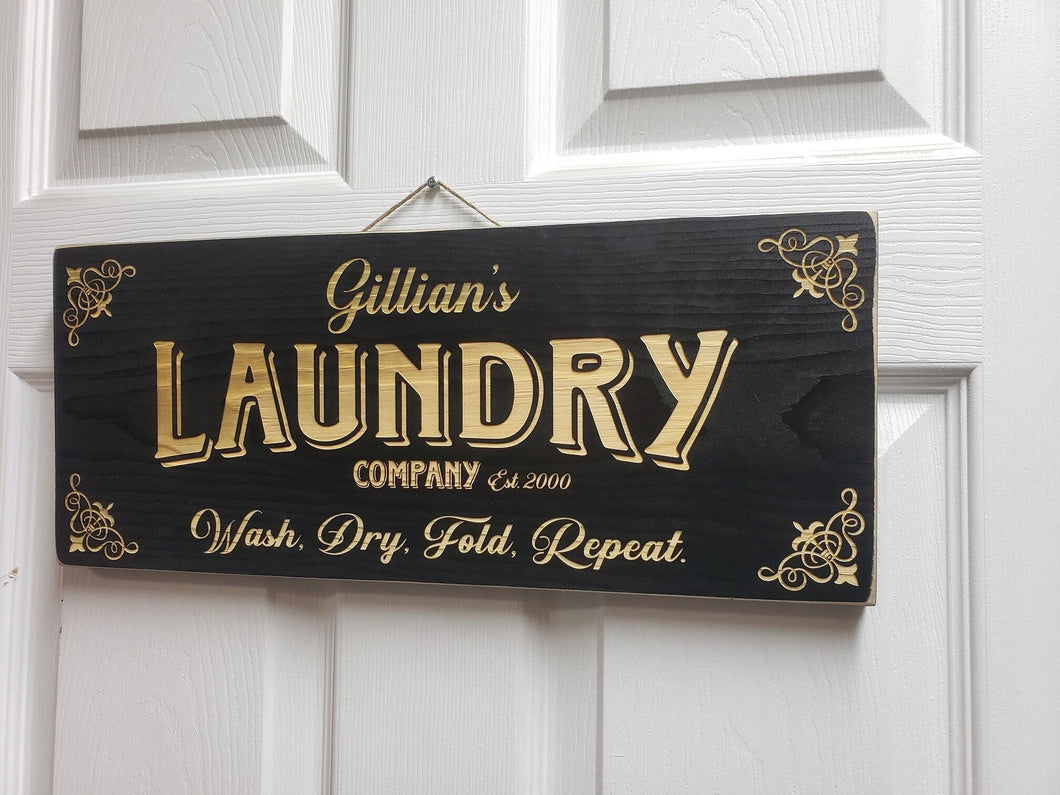 Gillian's
LAUNDRY
COMPANY Est. 2000
Wash, Dry, Fold, Repeat.